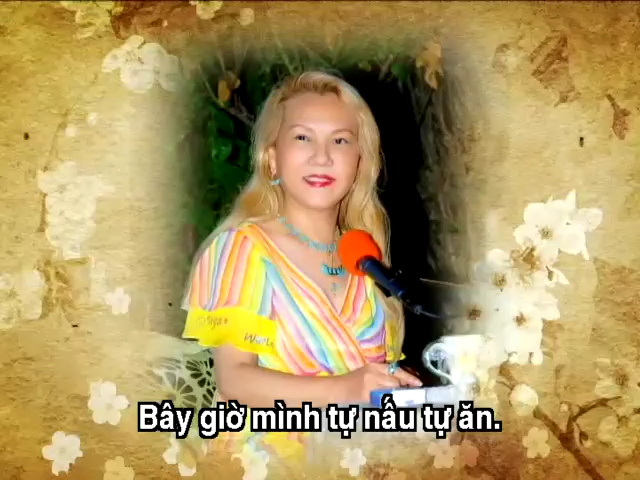 Bây giờ mình tự nấu tự ăn.